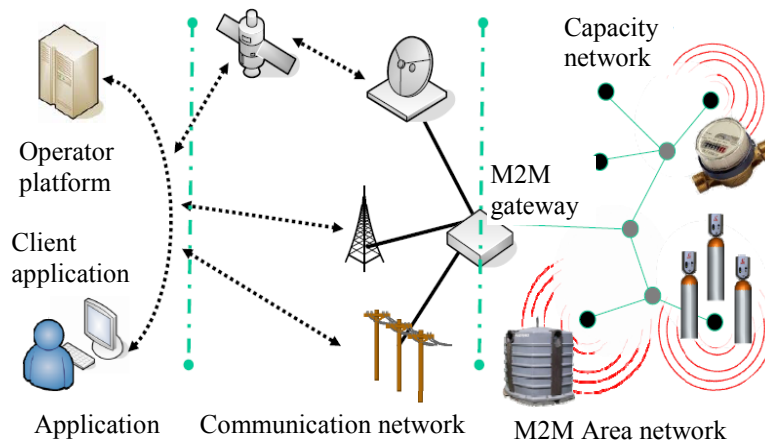 Capacity
network
Operator
platform
M2M
gateway
Client
application
Application
Communication network
M2M Area network